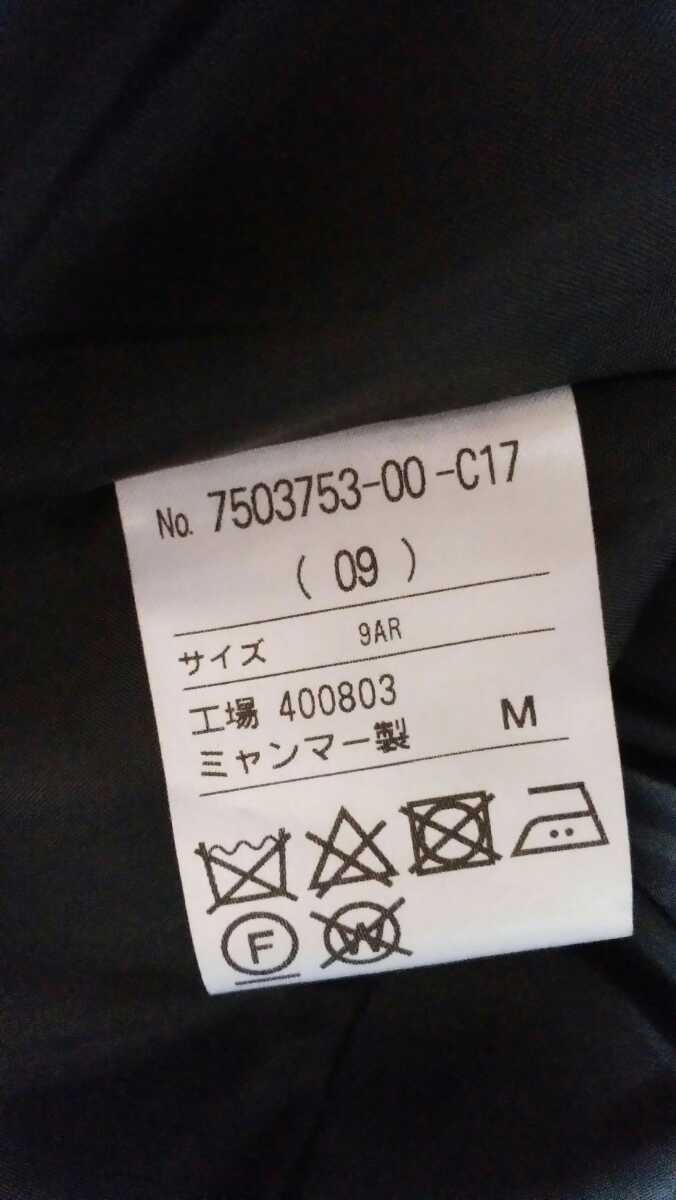 No. 7503753-00-C17
( 09 )
サイズ 9AR
工場 400803
ミャンマー製 M
F W